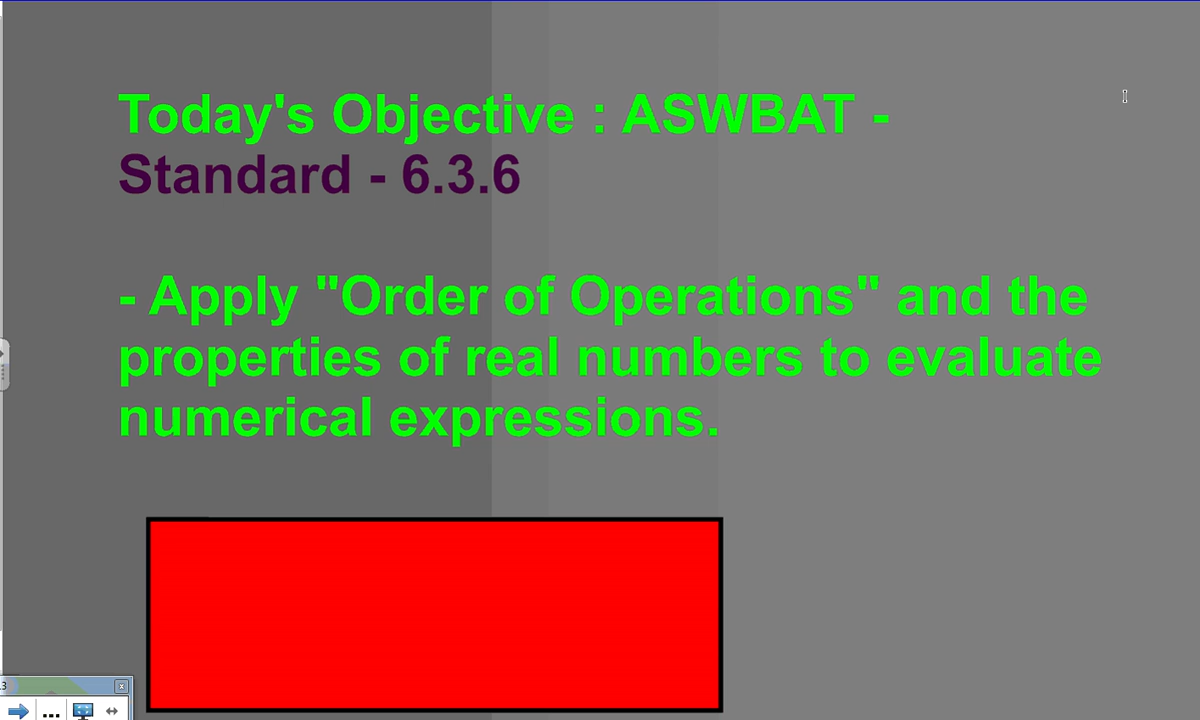 Today's Objective : ASWBAT -
Standard - 6.3.6
- Apply "Order of Operations" and the
properties of real numbers to evaluate
numerical expressions.
.3